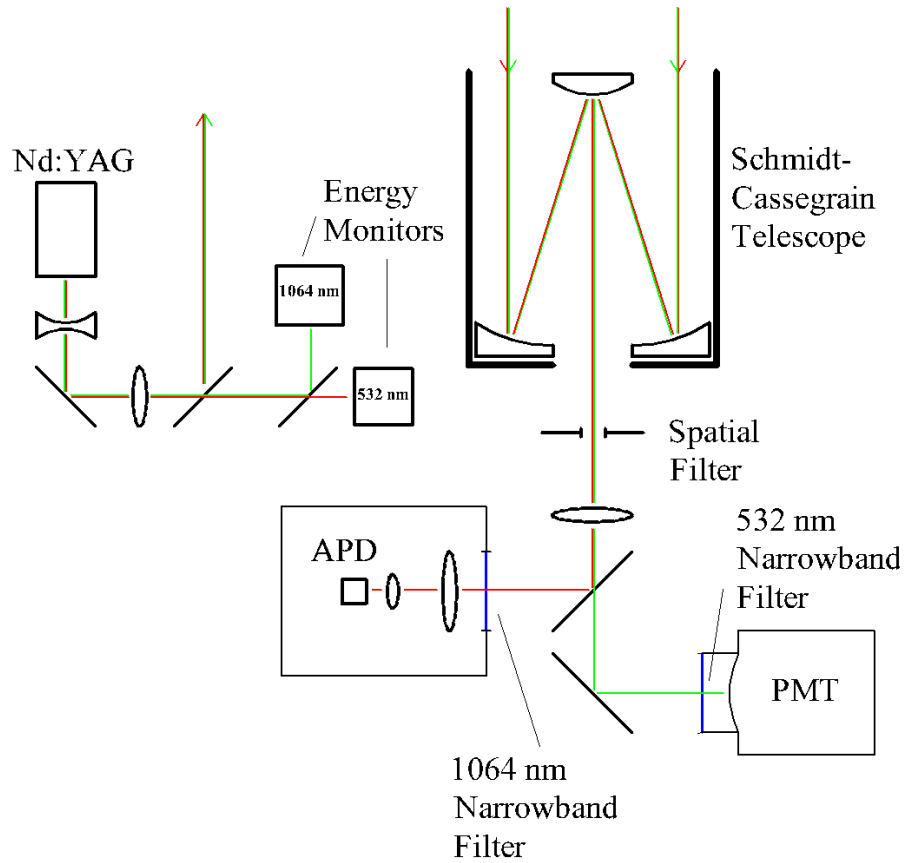 Nd:YAG
Energy
Monitors
1064 nm
532 nm
Schmidt-
Cassegrain
Telescope
Spatial
Filter
APD
532 nm
Narrowband
Filter
PMT
1064 nm
Narrowband
Filter